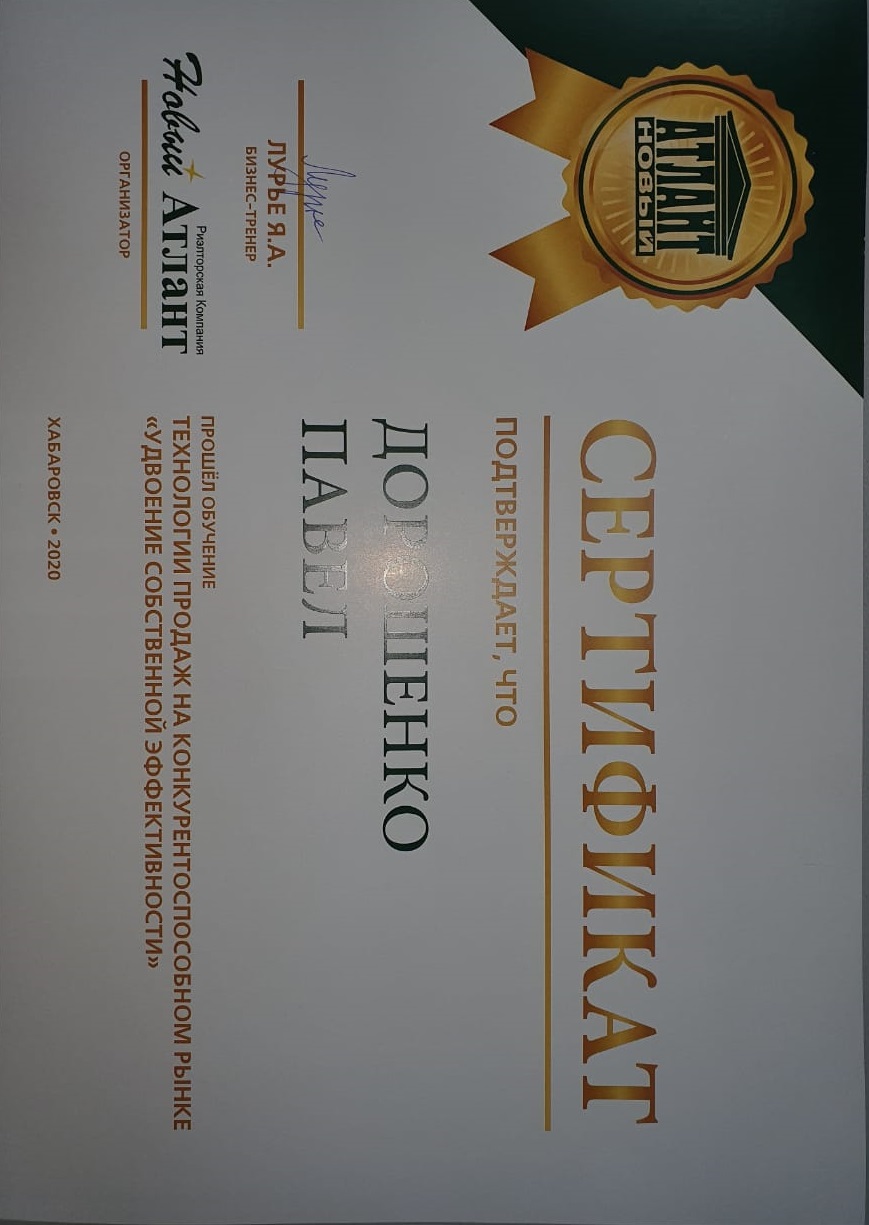 АТЛАНТ
НОВЫЙ
СЕРТИФИКАТ
ПОДТВЕРЖДАЕТ, ЧТО
ДОРОШЕНКО
ПАВЕЛ
Лурье
ЛУРЬЕ Я.А.
БИЗНЕС-ТРЕНЕР
Риэлторская Компания
Новый Атлант
ОРГАНИЗАТОР
ПРОШЁЛ ОБУЧЕНИЕ
ТЕХНОЛОГИИ ПРОДАЖ НА КОНКУРЕНТОСПОСОБНОМ РЫНКЕ
«УДВОЕНИЕ СОБСТВЕННОЙ ЭФФЕКТИВНОСТИ»
ХАБАРОВСК • 2020